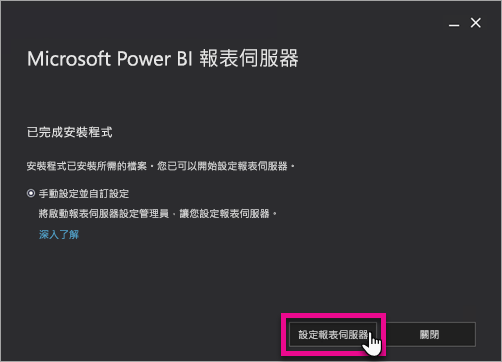 Microsoft Power BI 報表伺服器
已完成安裝程式
安裝程式已安裝所需的檔案。您已可以開始設定報表伺服器。
手動設定並自訂設定
將啟動報表伺服器設定管理員，讓您設定報表伺服器。
深入了解
設定報表伺服器
關閉